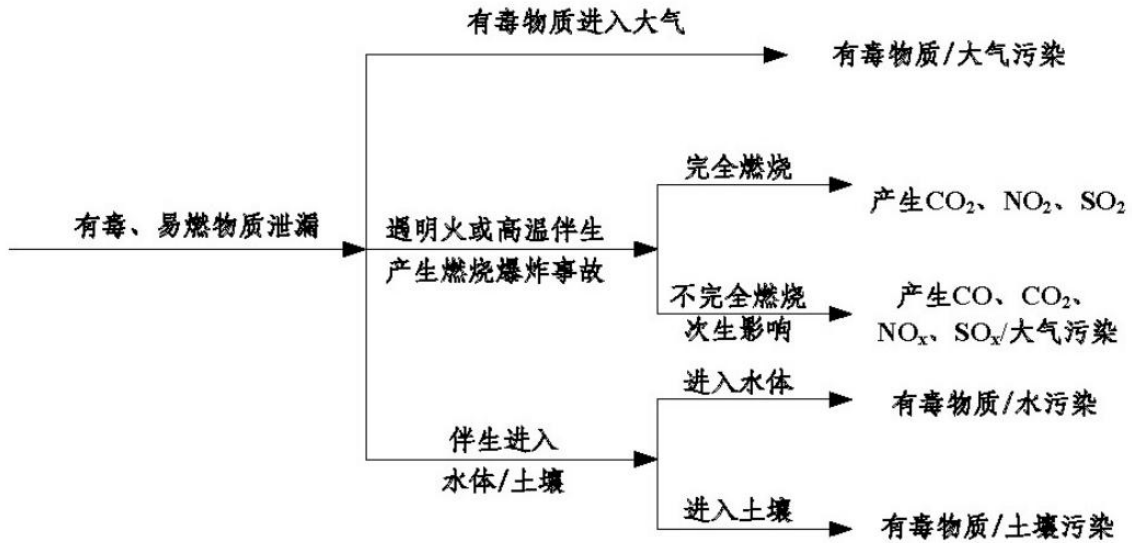 有毒物质进入大气
有毒物质/大气污染
完全燃烧
产生CO₂、NO₂、SO₂
有毒、易燃物质泄漏
遇明火或高温伴生
产生燃烧爆炸事故
不完全燃烧
次生影响
产生CO、CO₂、
NOₓ、SOₓ/大气污染
进入水体
有毒物质/水污染
伴生进入
水体/土壤
进入土壤
有毒物质/土壤污染